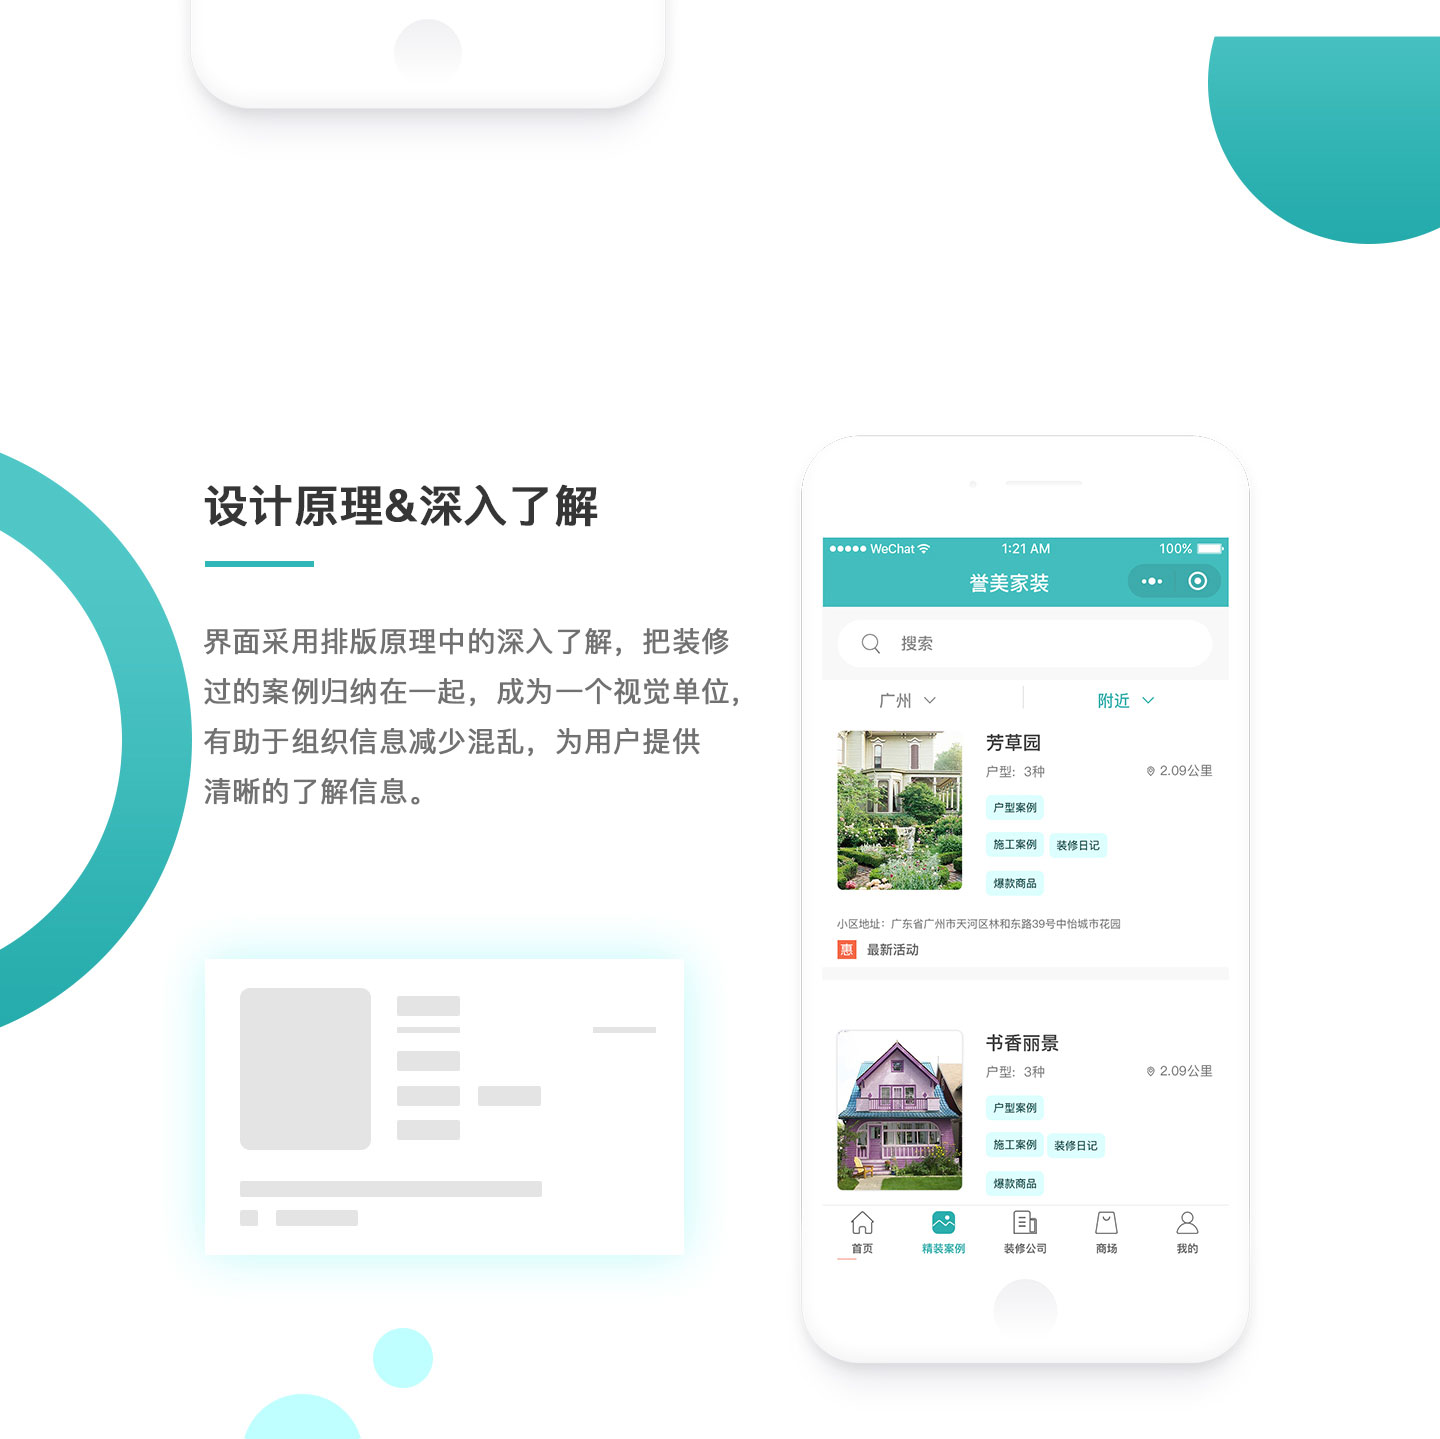 设计原理&深入了解
界面采用排版原理中的深入了解，把装修
过的案例归纳在一起，成为一个视觉单位，
有助于组织信息减少混乱，为用户提供
清晰的了解信息。
WeChat 1:21 AM 100%
誉美家装
搜索
广州 附近
芳草园
户型：3种 2.09公里
户型案例
施工案例 装修日记
爆款商品
小区地址：广东省广州市天河区林和东路39号中怡城市花园
惠 最新活动
书香丽景
户型：3种 2.09公里
户型案例
施工案例 装修日记
爆款商品
首页 精装案例 装修公司 商场 我的